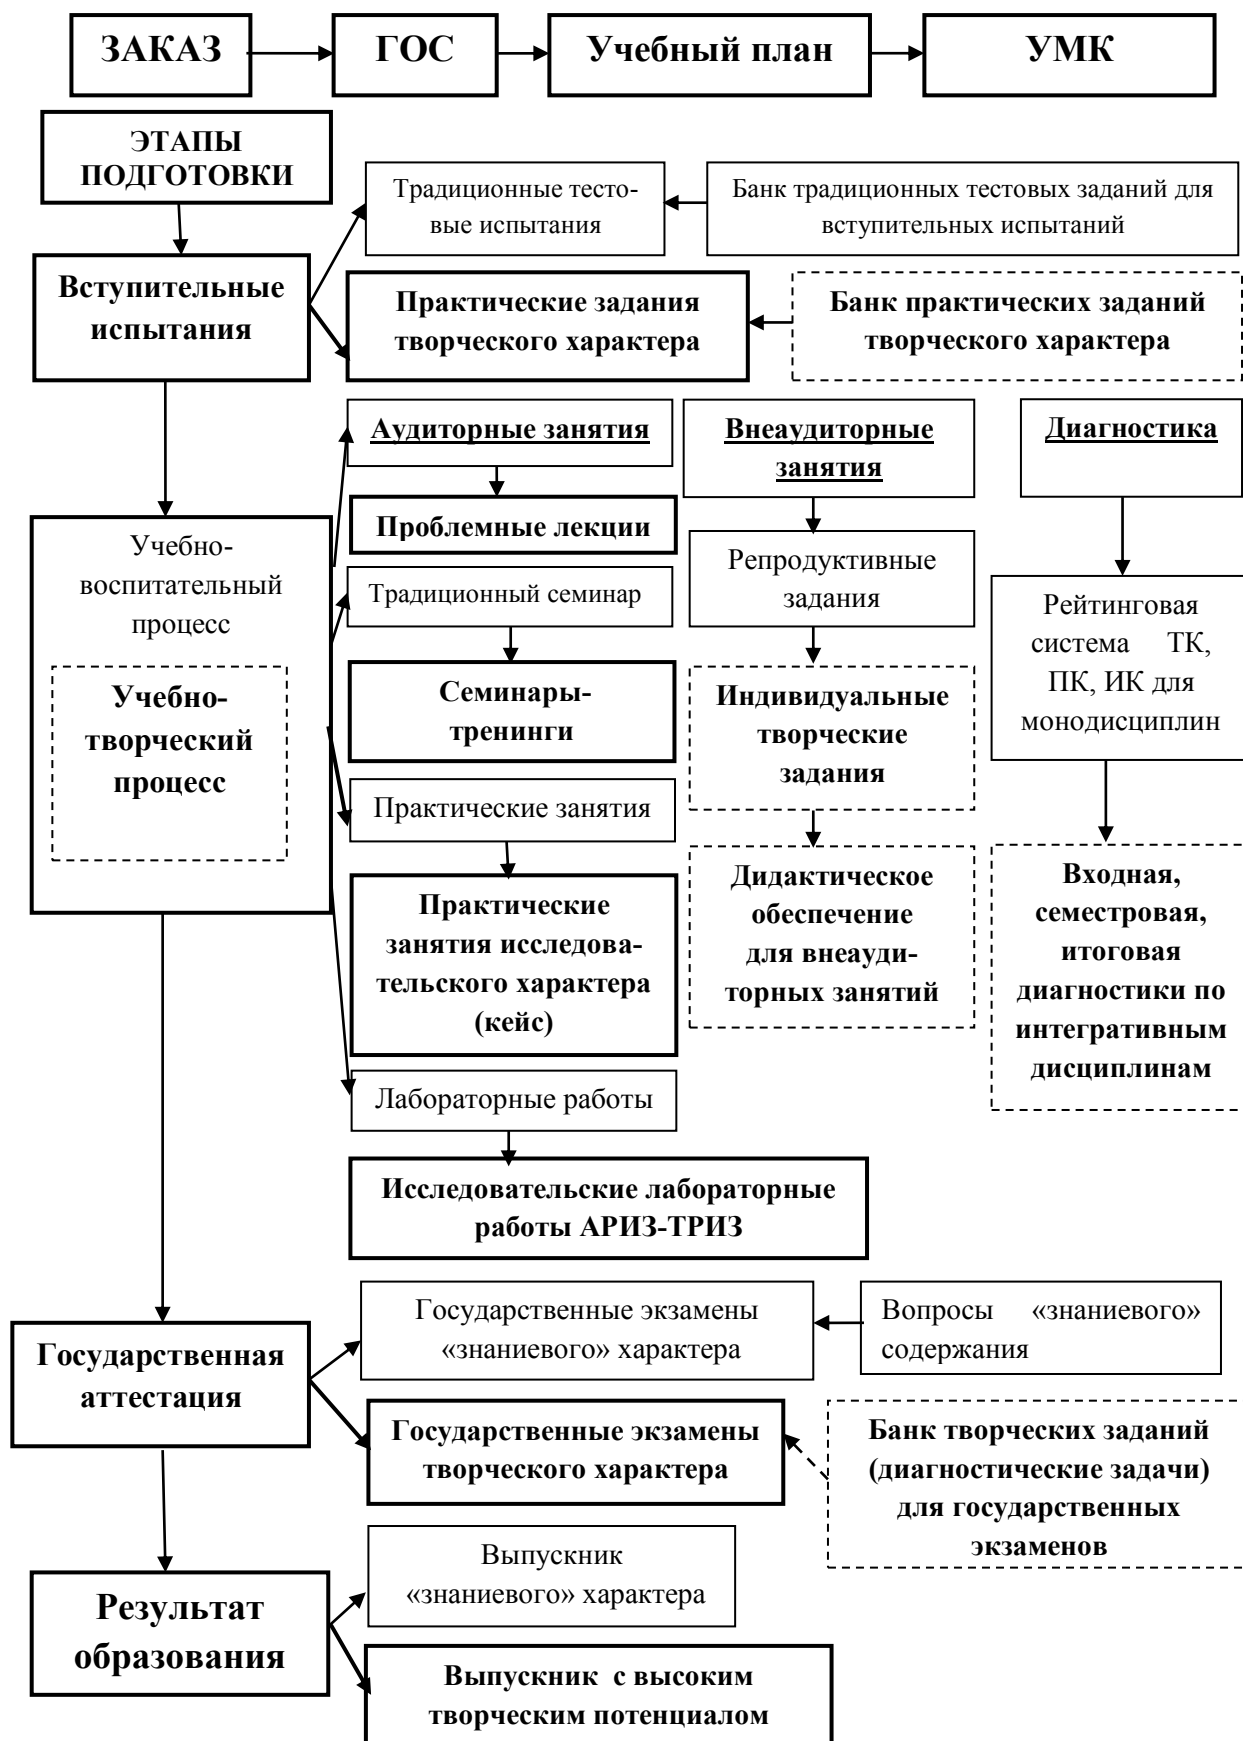 ЗАКАЗ
ГОС
Учебный план
УМК
ЭТАПЫ
ПОДГОТОВКИ
Традиционные тесто-
вые испытания
Банк традиционных тестовых заданий для
вступительных испытаний
Вступительные
испытания
Практические задания
творческого характера
Банк практических заданий
творческого характера
Аудиторные занятия
Внеаудиторные
занятия
Диагностика
Проблемные лекции
Учебно-
воспитательный
процесс
Учебно-
творческий
процесс
Традиционный семинар
Семинары-
тренинги
Практические занятия
Практические
занятия исследова-
тельского характера
(кейс)
Лабораторные работы
Исследовательские лабораторные
работы АРИЗ-ТРИЗ
Репродуктивные
задания
Индивидуальные
творческие
задания
Дидактическое
обеспечение
для внеауди-
торных занятий
Рейтинговая
система ТК,
ПК, ИК для
монодисциплин
Входная,
семестровая,
итоговая
диагностики по
интегративным
дисциплинам
Государственная
аттестация
Государственные экзамены
«знаниевого» характера
Вопросы «знаниевого»
содержания
Государственные экзамены
творческого характера
Банк творческих заданий
(диагностические задачи)
для государственных
экзаменов
Результат
образования
Выпускник
«знаниевого» характера
Выпускник с высоким
творческим потенциалом